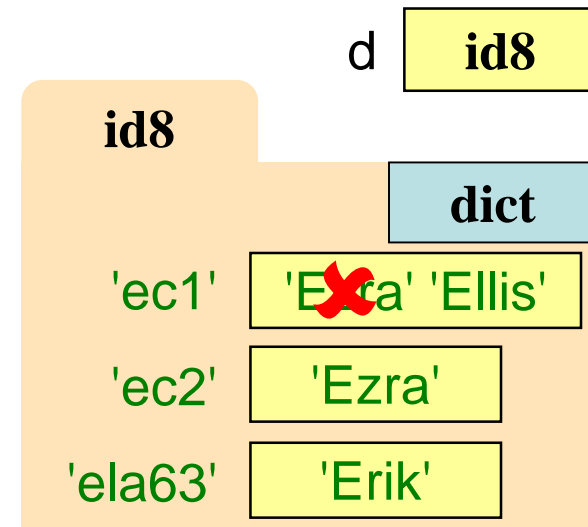 d id8
id8
dict
'ec1' 'Ezra' 'Ellis'
'ec2' 'Ezra'
'ela63' 'Erik'